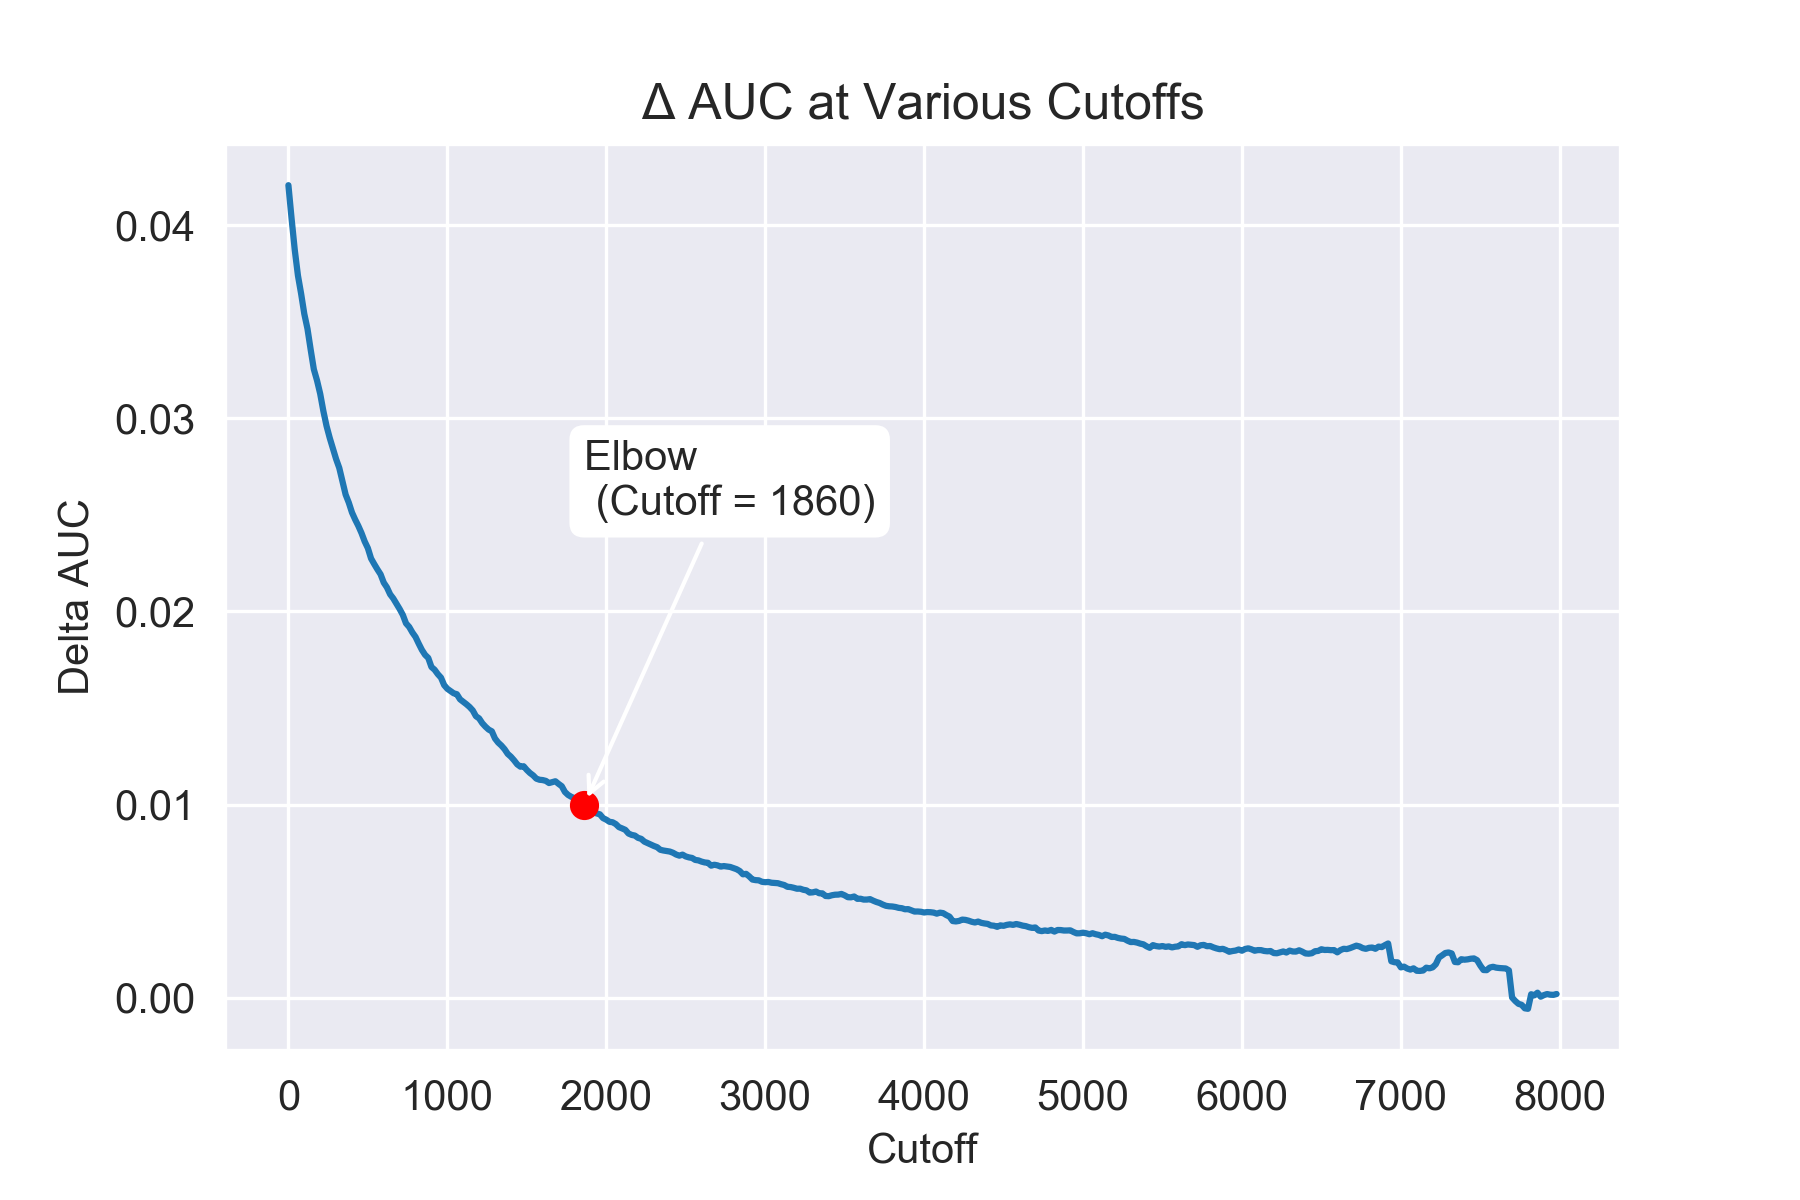 Δ AUC at Various Cutoffs
0.04
0.03
0.02
0.01
0.00
Delta AUC
Elbow
(Cutoff = 1860)
0 1000 2000 3000 4000 5000 6000 7000 8000
Cutoff